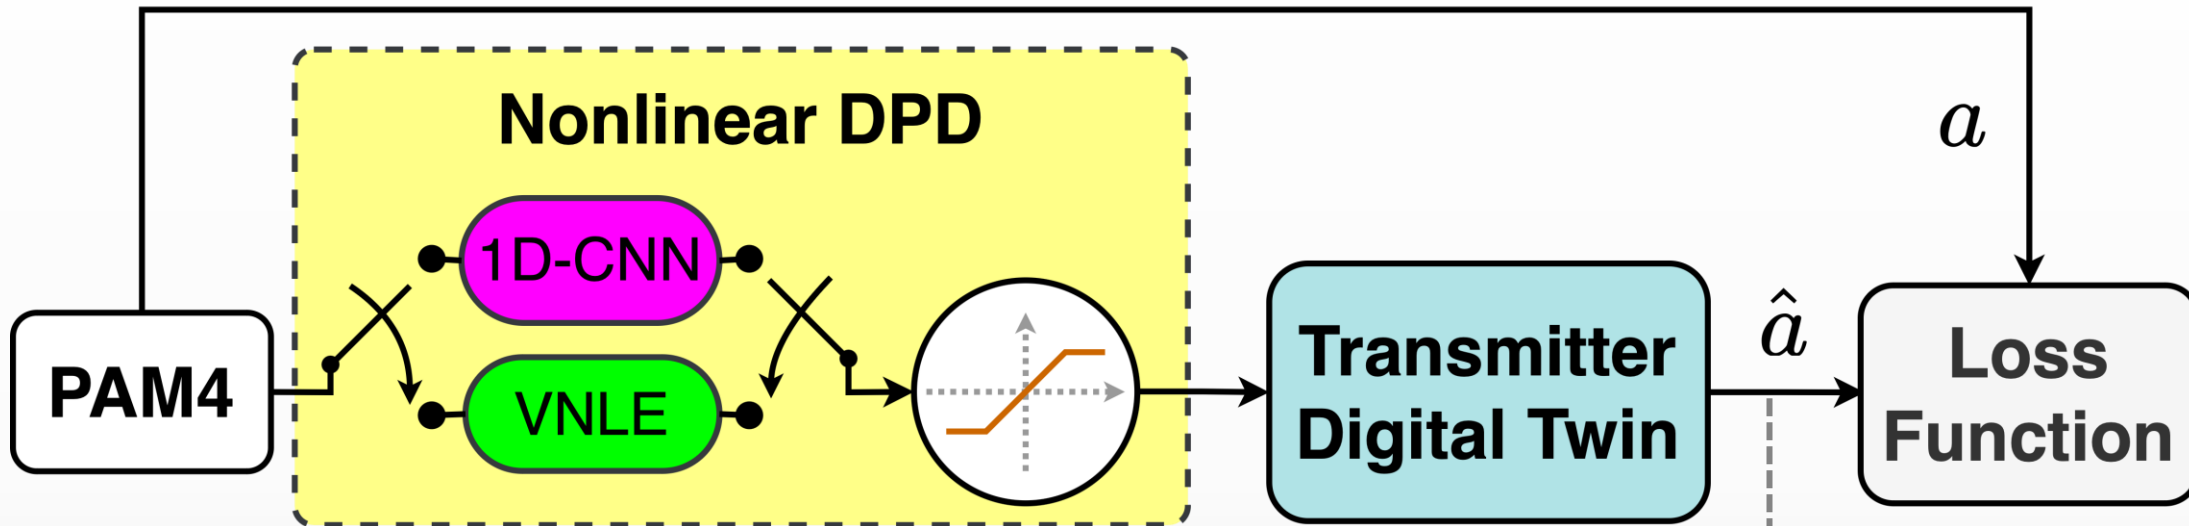 Nonlinear DPD
a
1D-CNN
PAM4
VNLE
Transmitter
Digital Twin
â
Loss
Function